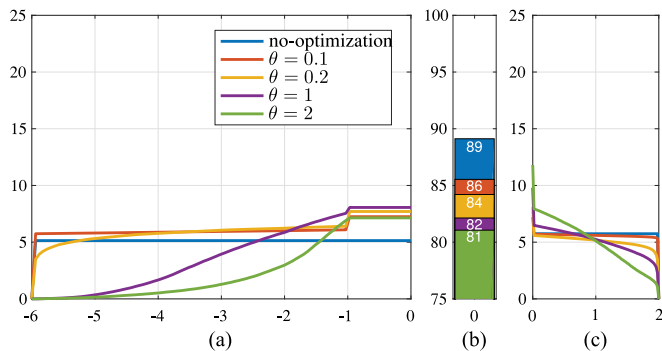 25
20
15
10
5
0
-6 -5 -4 -3 -2 -1 0
no-optimization
θ = 0.1
θ = 0.2
θ = 1
θ = 2
(a)
100
95
90
85
80
75
89
86
84
82
81
0
(b)
25
20
15
10
5
0
0 1 2
(c)